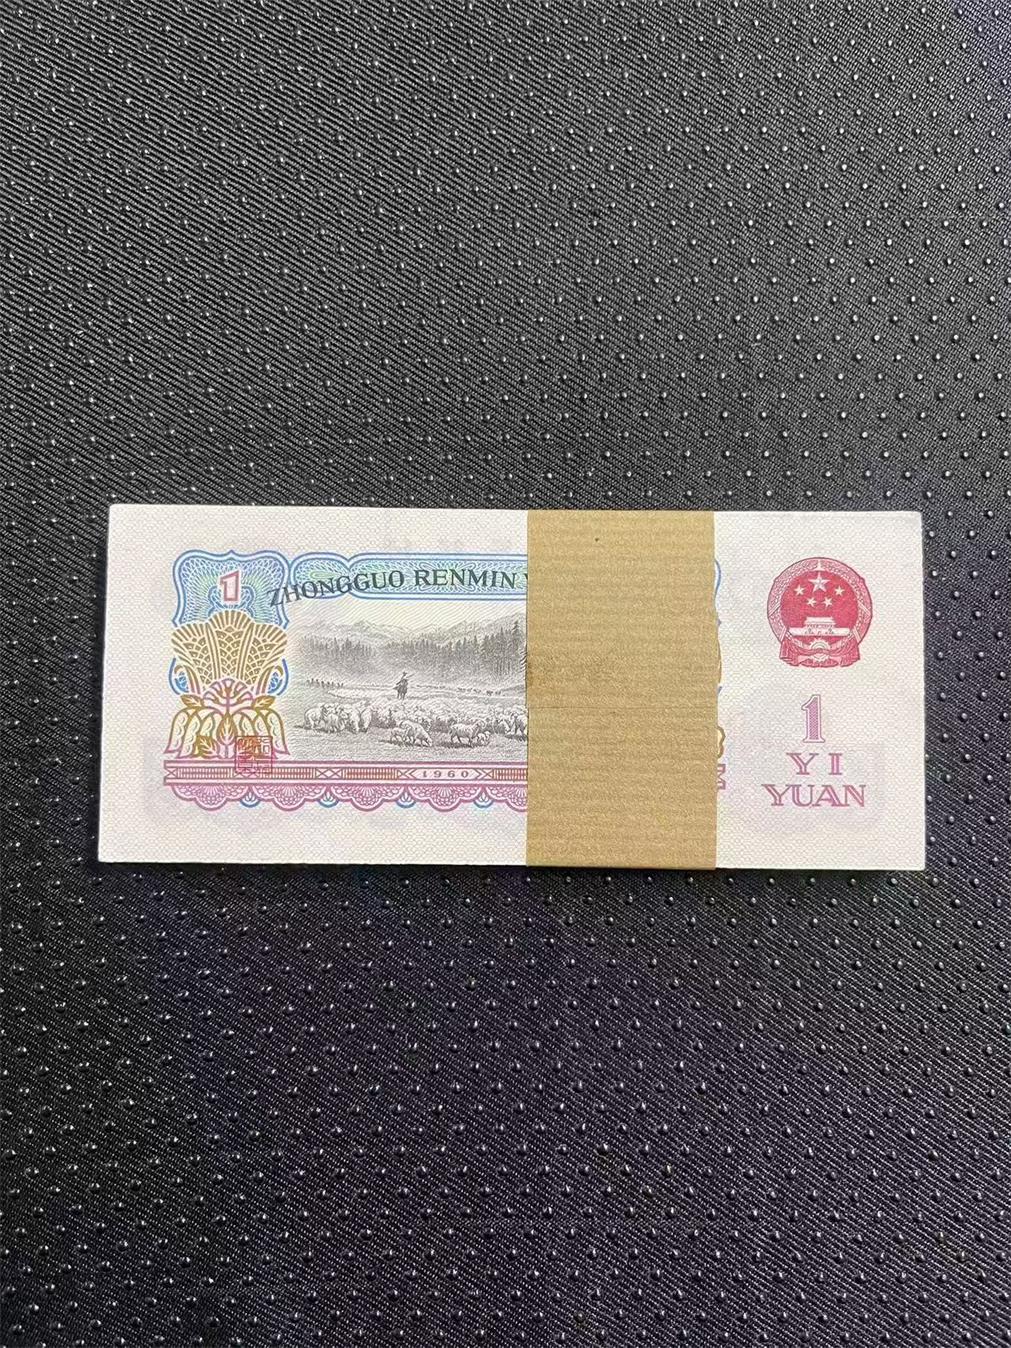 1
ZHONGGUO RENMIN Y
1960
1
YI
YUAN